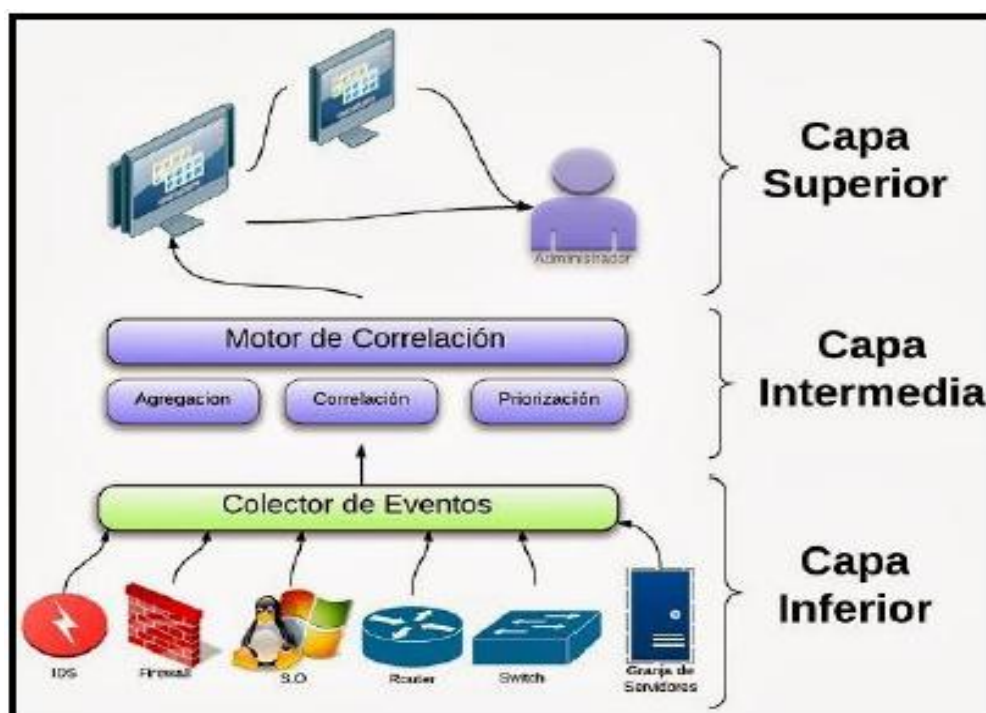 Capa
Superior
Administrador
Motor de Correlación
Capa
Intermedia
Agregacion
Correlación
Priorización
Colector de Eventos
Capa
Inferior
IDS
Firewall
S.O
Router
Switch
Granja de
Servidores